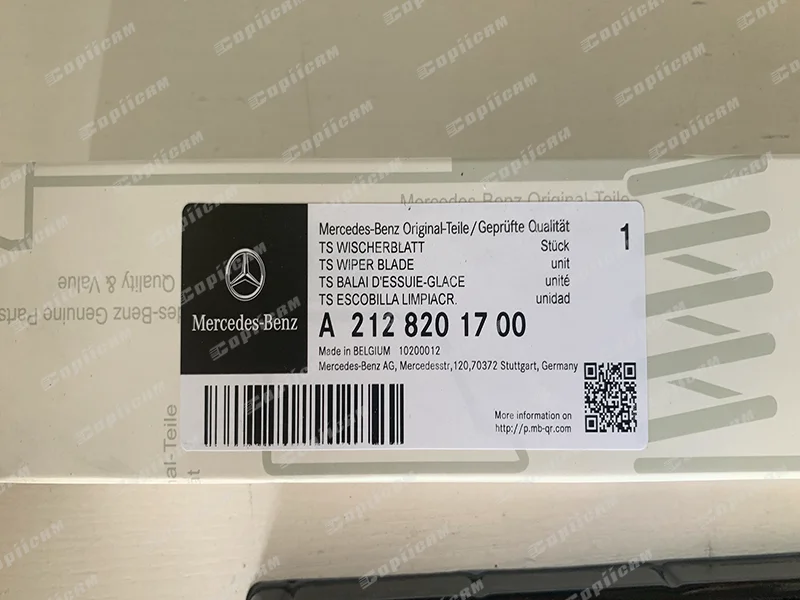 Mercedes-Benz Original-Teile
Mercedes-Benz Original-Teile/Geprüfte Qualität
1
TS WISCHERBLATT Stück
TS WIPER BLADE unit
TS BALAI D'ESSUIE-GLACE unité
TS ESCOBILLA LIMPIACR. unidad
A 212 820 17 00
Made in BELGIUM 10200012
Mercedes-Benz AG, Mercedesstr,120,70372 Stuttgart, Germany
Mercedes-Benz
More information on
http://p.mb-qr.com
Mercedes-Benz Genuine Parts
Quality & Value
al-Teile
Copiicam